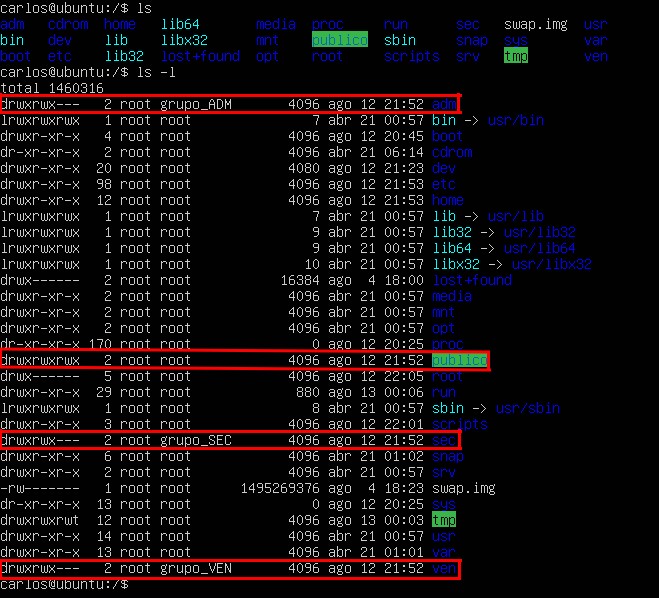 carlos@ubuntu:/$ ls
adm  cdrom  home  lib64  media  proc  run  sec  swap.img  usr
bin  dev  lib  libx32  mnt  publico  sbin  snap  sys  var
boot  etc  lib32  lost+found  opt  root  scripts  srv  tmp  ven
carlos@ubuntu:/$ ls -l
total 1460316
drwxrwx---  2 root grupo_ADM  4096 ago 12 21:52 adm
lrwxrwxrwx  1 root root  7 abr 21 00:57 bin -> usr/bin
drwxr-xr-x  4 root root  4096 ago 12 20:45 boot
dr-xr-xr-x  2 root root  4096 abr 21 06:14 cdrom
drwxr-xr-x  20 root root  4080 ago 12 21:23 dev
drwxr-xr-x  98 root root  4096 ago 12 21:53 etc
drwxr-xr-x  12 root root  4096 ago 12 21:53 home
lrwxrwxrwx  1 root root  7 abr 21 00:57 lib -> usr/lib
lrwxrwxrwx  1 root root  9 abr 21 00:57 lib32 -> usr/lib32
lrwxrwxrwx  1 root root  9 abr 21 00:57 lib64 -> usr/lib64
lrwxrwxrwx  1 root root  10 abr 21 00:57 libx32 -> usr/libx32
drwx------  2 root root  16384 ago  4 18:00 lost+found
drwxr-xr-x  2 root root  4096 abr 21 00:57 media
drwxr-xr-x  2 root root  4096 abr 21 00:57 mnt
drwxr-xr-x  2 root root  4096 abr 21 00:57 opt
dr-xr-xr-x 170 root root  0 ago 12 20:25 proc
drwxrwxrwx  2 root root  4096 ago 12 21:52 publico
drwx------  5 root root  4096 ago 12 22:05 root
drwxr-xr-x  29 root root  880 ago 13 00:06 run
lrwxrwxrwx  1 root root  8 abr 21 00:57 sbin -> usr/sbin
drwxr-xr-x  3 root root  4096 ago 12 22:01 scripts
drwxrwx---  2 root grupo_SEC  4096 ago 12 21:52 sec
drwxr-xr-x  6 root root  4096 abr 21 01:02 snap
drwxr-xr-x  2 root root  4096 abr 21 00:57 srv
-rw-------  1 root root  1495269376 ago  4 18:23 swap.img
dr-xr-xr-x  13 root root  0 ago 12 20:25 sys
drwxrwxrwt  12 root root  4096 ago 13 00:03 tmp
drwxr-xr-x  14 root root  4096 abr 21 00:57 usr
drwxr-xr-x  13 root root  4096 abr 21 01:01 var
drwxrwx---  2 root grupo_VEN  4096 ago 12 21:52 ven
carlos@ubuntu:/$